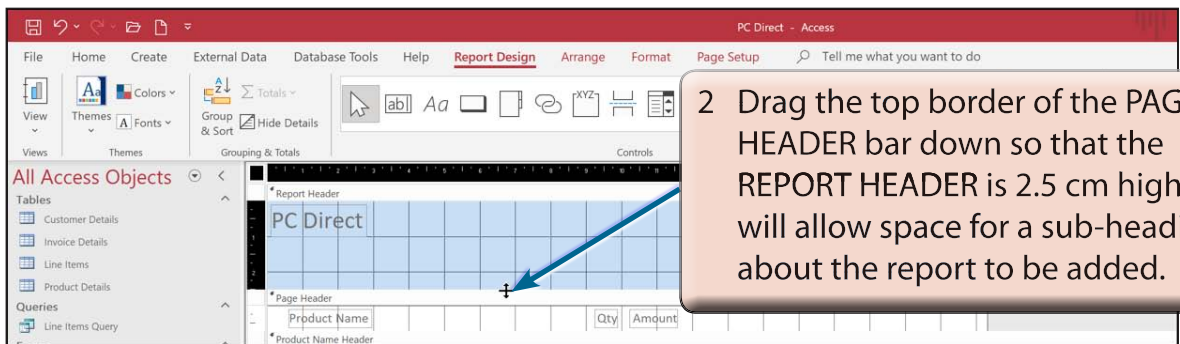 PC Direct - Access
File Home Create External Data Database Tools Help Report Design Arrange Format Page Setup Tell me what you want to do
View Themes Colors Fonts Group & Sort Totals Hide Details ab Aa XYZ
Views Themes Grouping & Totals Controls
2 Drag the top border of the PAG
HEADER bar down so that the
REPORT HEADER is 2.5 cm high
will allow space for a sub-head
about the report to be added.
All Access Objects
Tables
Customer Details
Invoice Details
Line Items
Product Details
Queries
Line Items Query
Report Header
PC Direct
Page Header
Product Name Qty Amount
Product Name Header